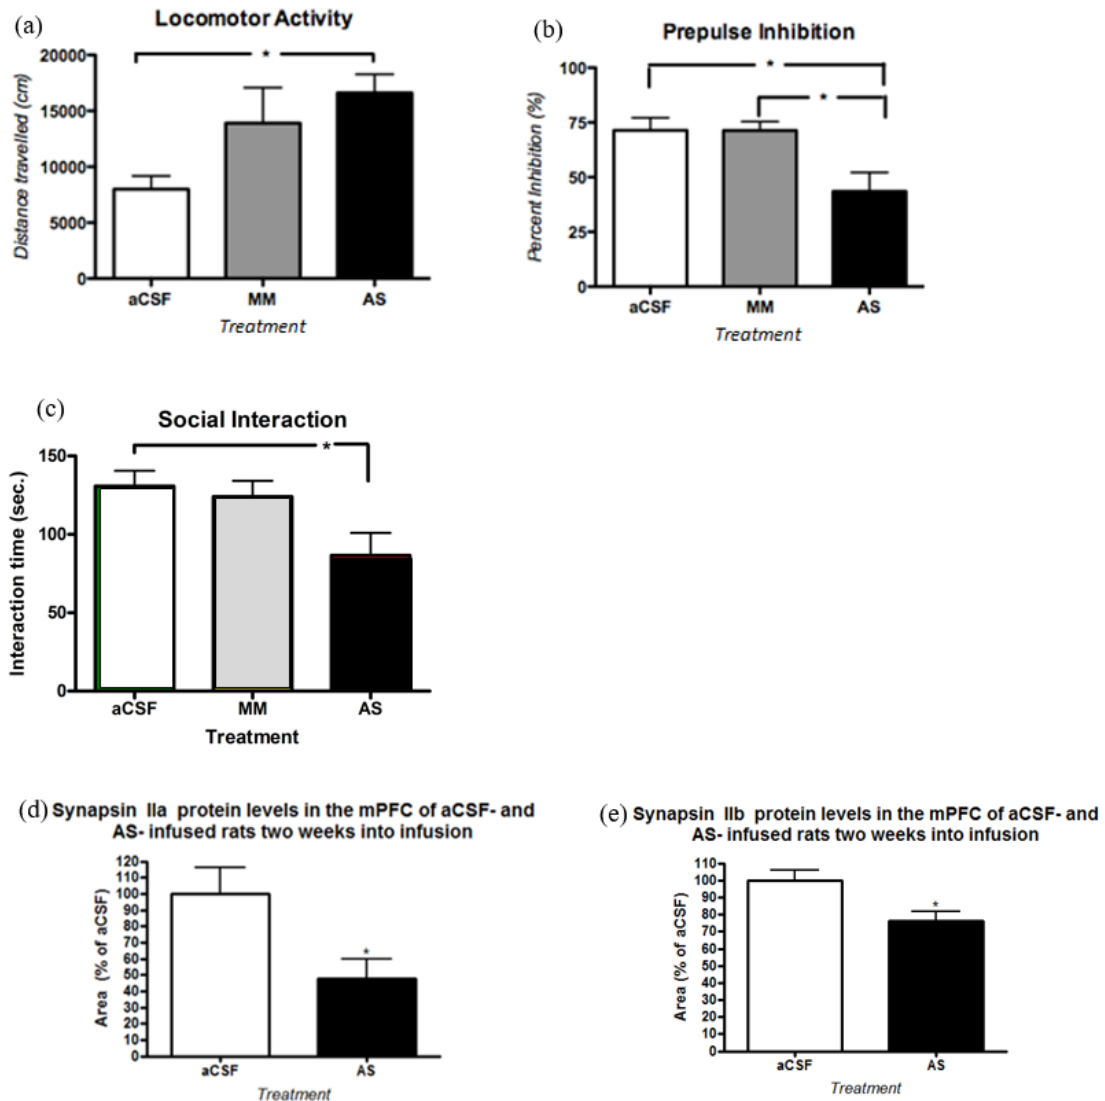 (a)
Locomotor Activity
Distance travelled (cm)
20000
15000
10000
5000
0
*
aCSF MM AS
Treatment
(b)
Prepulse Inhibition
Percent Inhibition (%)
100
75
50
25
0
*
*
aCSF MM AS
Treatment
(c)
Social Interaction
Interaction time (sec.)
150
100
50
0
*
aCSF MM AS
Treatment
(d) Synapsin IIa protein levels in the mPFC of aCSF- and
AS- infused rats two weeks into infusion
Area (% of aCSF)
120
110
100
90
80
70
60
50
40
30
20
10
0
*
aCSF AS
Treatment
(e) Synapsin IIb protein levels in the mPFC of aCSF- and
AS- infused rats two weeks into infusion
Area (% of aCSF)
110
100
90
80
70
60
50
40
30
20
10
0
*
aCSF AS
Treatment